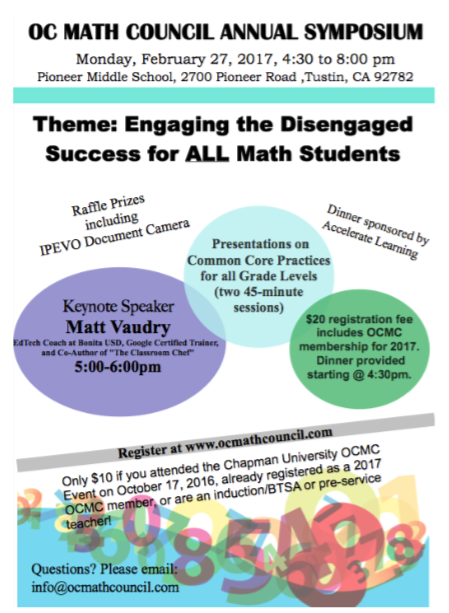 OC MATH COUNCIL ANNUAL SYMPOSIUM
Monday, February 27, 2017, 4:30 to 8:00 pm
Pioneer Middle School, 2700 Pioneer Road ,Tustin, CA 92782
Theme: Engaging the Disengaged
Success for ALL Math Students
Raffle Prizes
including
IPEVO Document Camera
Presentations on
Common Core Practices
for all Grade Levels
(two 45-minute
sessions)
Dinner sponsored by
Accelerate Learning
Keynote Speaker
Matt Vaudry
EdTech Coach at Bonita USD, Google Certified Trainer,
and Co-Author of "The Classroom Chef"
5:00-6:00pm
$20 registration fee
includes OCMC
membership for 2017.
Dinner provided
starting @ 4:30pm.
Register at www.ocmathcouncil.com
Only $10 if you attended the Chapman University OCMC
Event on October 17, 2016, already registered as a 2017
OCMC member, or are an induction/BTSA or pre-service
teacher!
Questions? Please email:
info@ocmathcouncil.com